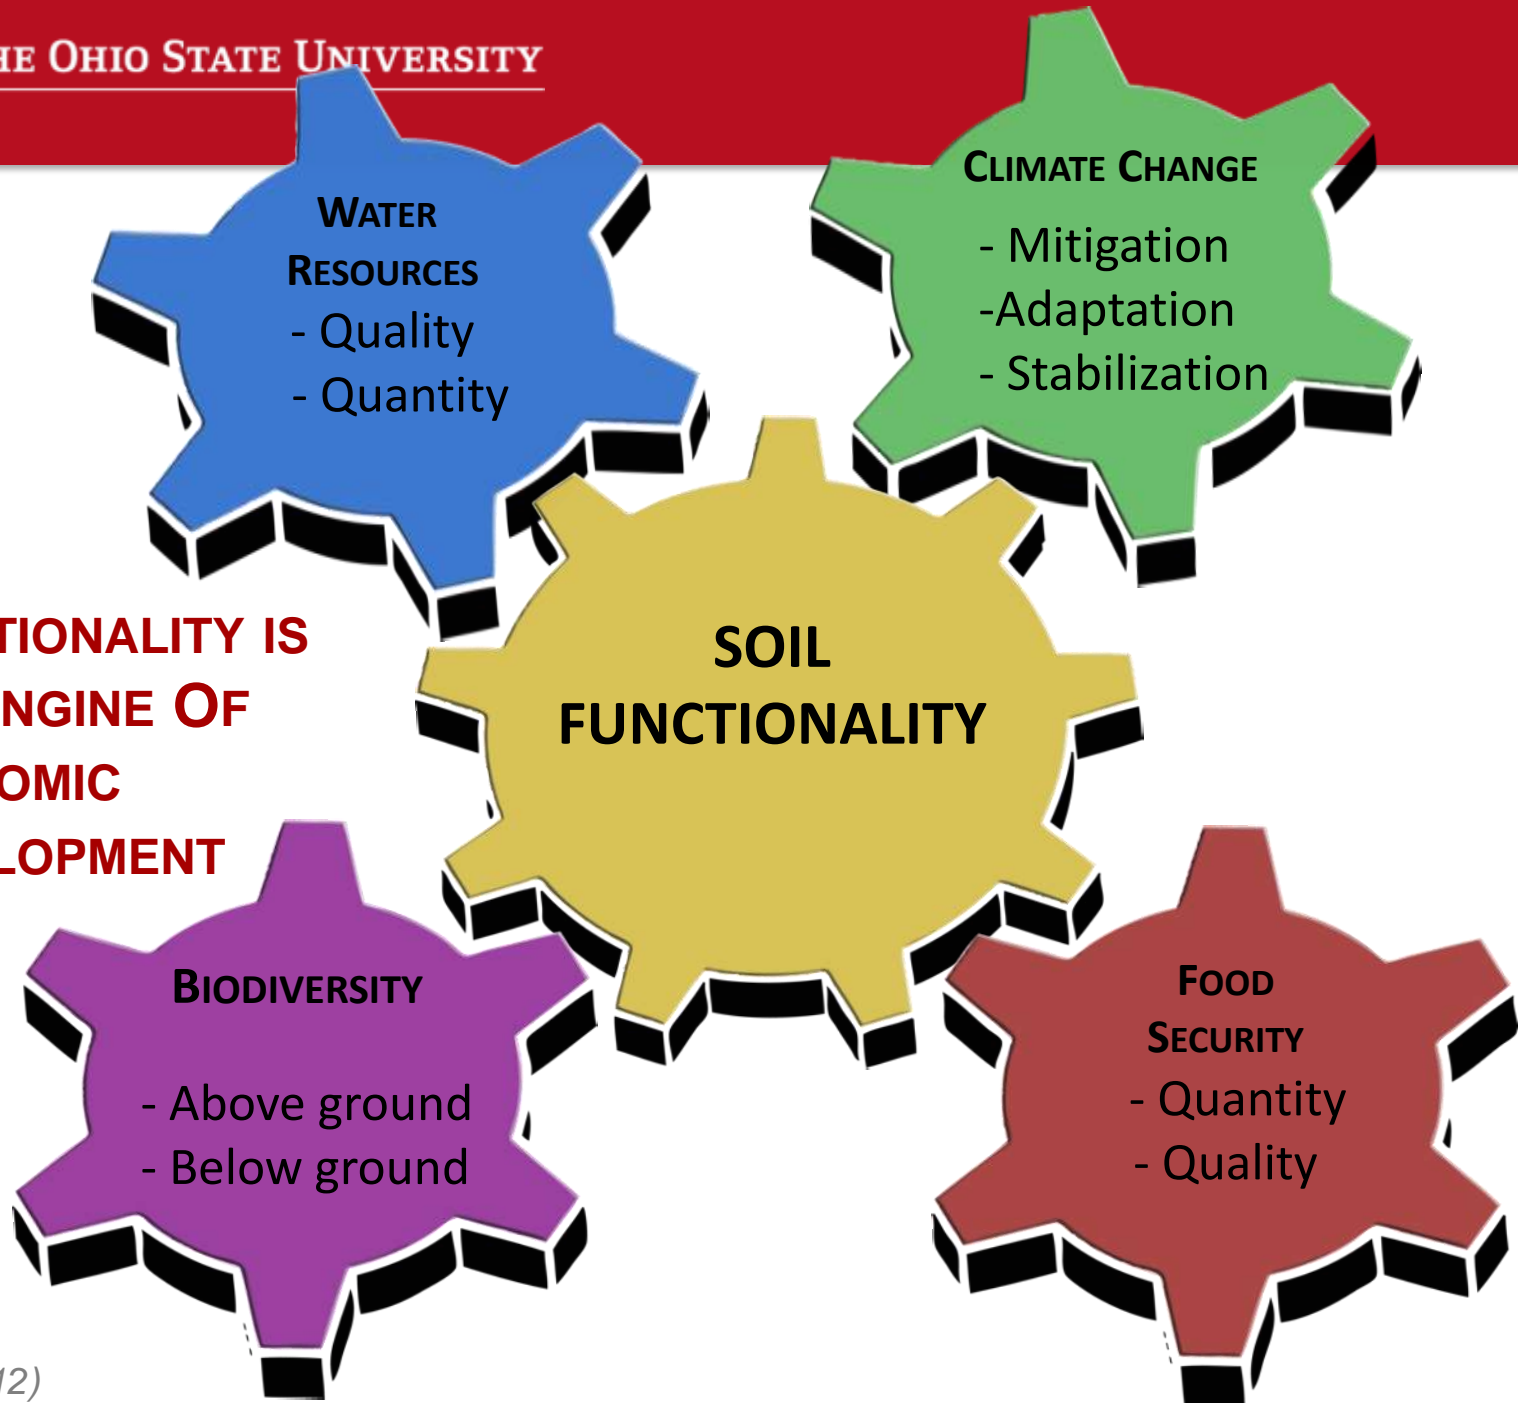 HE OHIO STATE UNIVERSITY
WATER
RESOURCES
- Quality
- Quantity
CLIMATE CHANGE
- Mitigation
-Adaptation
- Stabilization
TIONALITY IS
NGINE OF
OMIC
LOPMENT
SOIL
FUNCTIONALITY
BIODIVERSITY
- Above ground
- Below ground
FOOD
SECURITY
- Quantity
- Quality
12)